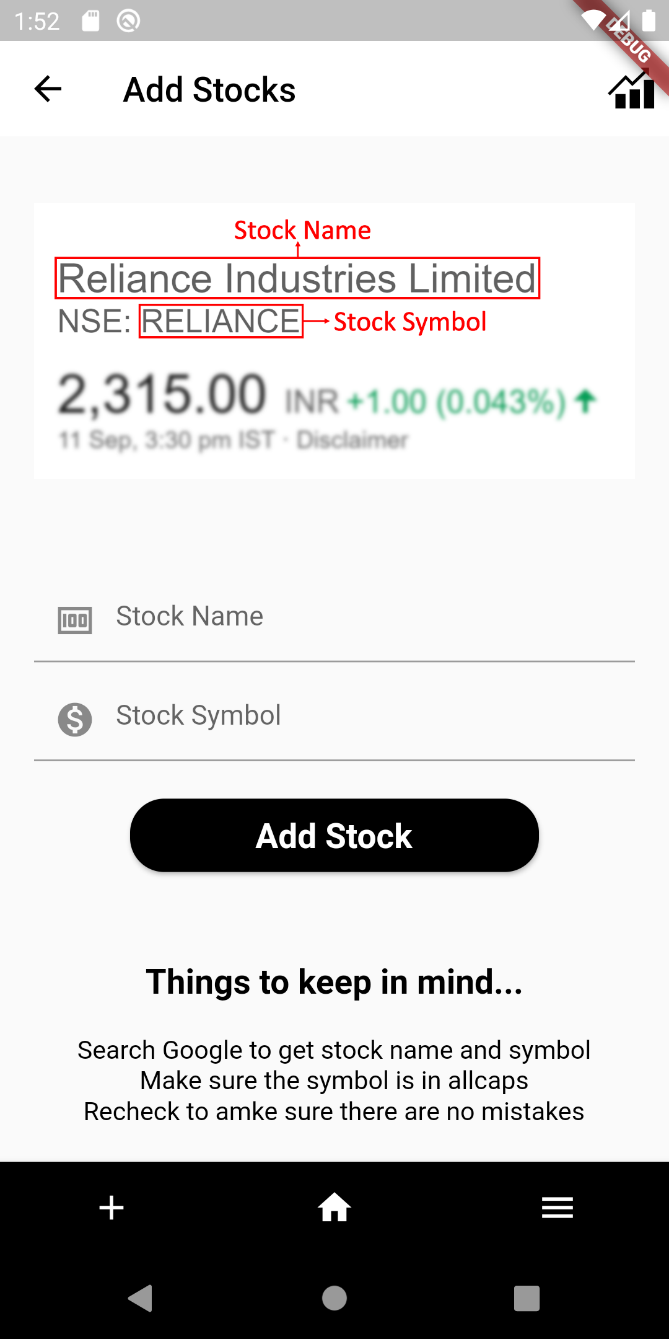 1:52
DEBUG
Add Stocks
Stock Name
Reliance Industries Limited
NSE: RELIANCE Stock Symbol
2,315.00 INR +1.00 (0.043%)
11 Sep, 3:30 pm IST · Disclaimer
100 Stock Name
$ Stock Symbol
Add Stock
Things to keep in mind...
Search Google to get stock name and symbol
Make sure the symbol is in allcaps
Recheck to amke sure there are no mistakes